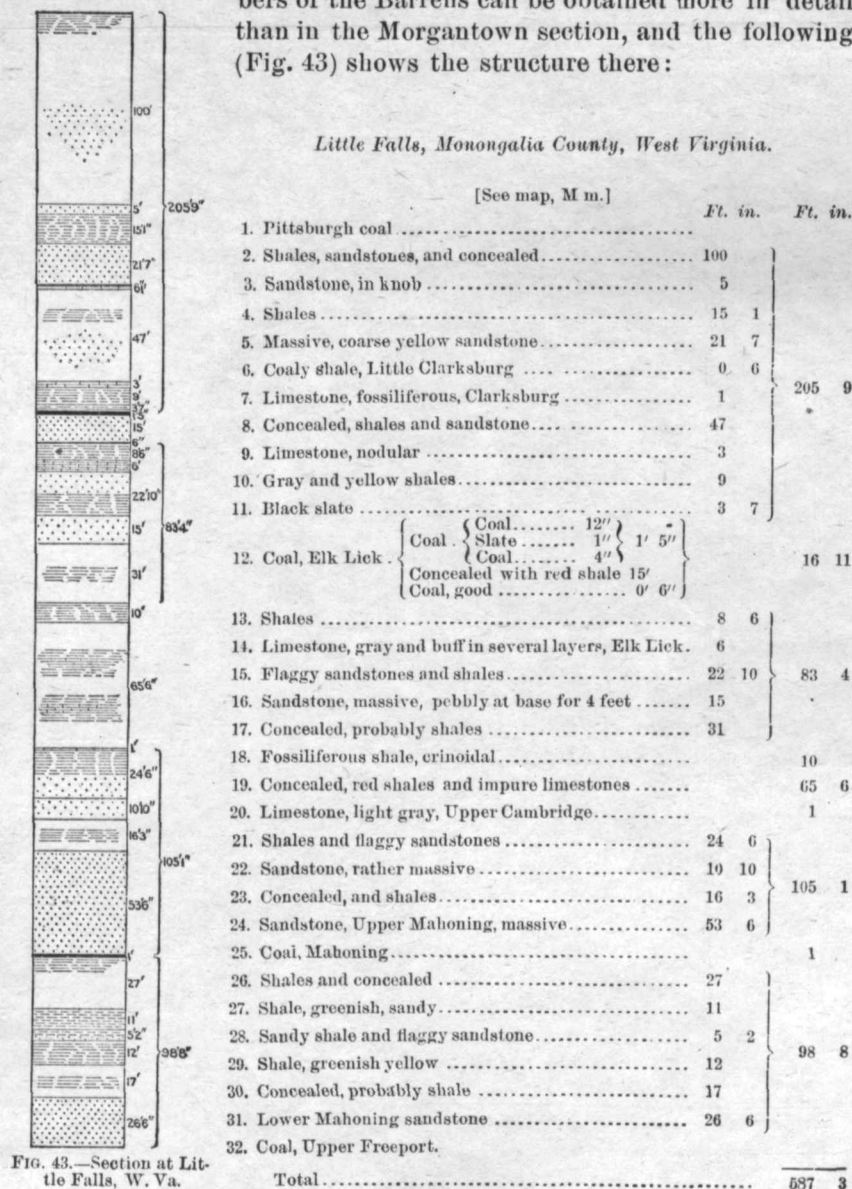 bers of the Barrens can be obtained more in detail
than in the Morgantown section, and the following
(Fig. 43) shows the structure there:
Little Falls, Monongalia County, West Virginia.
[See map, M m.]
Ft. in. Ft. in.
1. Pittsburgh coal
2. Shales, sandstones, and concealed 100
3. Sandstone, in knob 5
4. Shales 15 1
5. Massive, coarse yellow sandstone 21 7
6. Coaly shale, Little Clarksburg 0 6
7. Limestone, fossiliferous, Clarksburg 1
205 9
8. Concealed, shales and sandstone 47
9. Limestone, nodular 3
10. Gray and yellow shales 9
11. Black slate 3 7
12. Coal, Elk Lick
Coal
Coal 12"
Slate 1"
Coal 4"
1' 5"
Concealed with red shale 15'
Coal, good 0' 6"
16 11
13. Shales 8 6
14. Limestone, gray and buff in several layers, Elk Lick. 6
15. Flaggy sandstones and shales 22 10
83 4
16. Sandstone, massive, pebbly at base for 4 feet 15
17. Concealed, probably shales 31
18. Fossiliferous shale, crinoidal 10
19. Concealed, red shales and impure limestones 65 6
20. Limestone, light gray, Upper Cambridge 1
21. Shales and flaggy sandstones 24 6
22. Sandstone, rather massive 10 10
105 1
23. Concealed, and shales 16 3
24. Sandstone, Upper Mahoning, massive 53 6
25. Coal, Mahoning 1
26. Shales and concealed 27
27. Shale, greenish, sandy 11
28. Sandy shale and flaggy sandstone 5 2
98 8
29. Shale, greenish yellow 12
30. Concealed, probably shale 17
31. Lower Mahoning sandstone 26 6
32. Coal, Upper Freeport.
Total 587 3
100'
5'
205'9"
15'1"
21'7"
47'
3'
9'
15'
6"
8'6"
6'
22'10"
15'
83'4"
31'
10'
65'6"
1'
24'6"
10'10"
16'3"
105'1"
53'6"
1'
27'
11'
5'2"
12'
98'8"
17'
26'6"
FIG. 43.—Section at Lit-
tle Falls, W. Va.